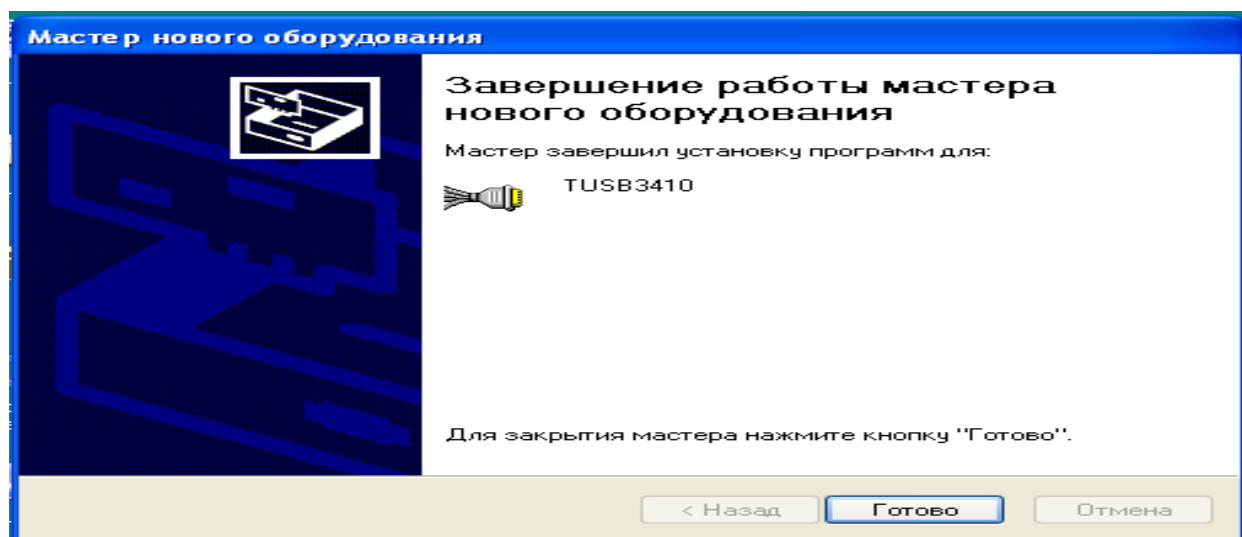 Мастер нового оборудования
Завершение работы мастера
нового оборудования
Мастер завершил установку программ для:
TUSB3410
Для закрытия мастера нажмите кнопку "Готово".
< Назад
Готово
Отмена